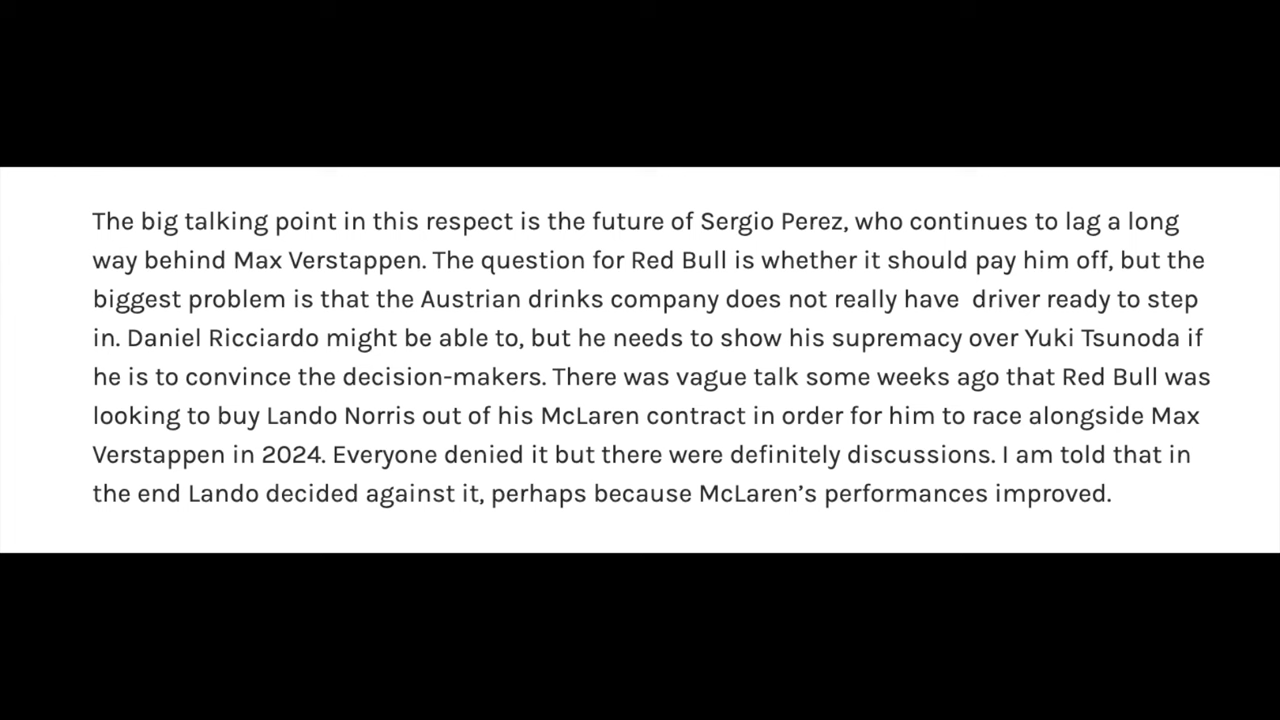 The big talking point in this respect is the future of Sergio Perez, who continues to lag a long
way behind Max Verstappen. The question for Red Bull is whether it should pay him off, but the
biggest problem is that the Austrian drinks company does not really have  driver ready to step
in. Daniel Ricciardo might be able to, but he needs to show his supremacy over Yuki Tsunoda if
he is to convince the decision-makers. There was vague talk some weeks ago that Red Bull was
looking to buy Lando Norris out of his McLaren contract in order for him to race alongside Max
Verstappen in 2024. Everyone denied it but there were definitely discussions. I am told that in
the end Lando decided against it, perhaps because McLaren’s performances improved.